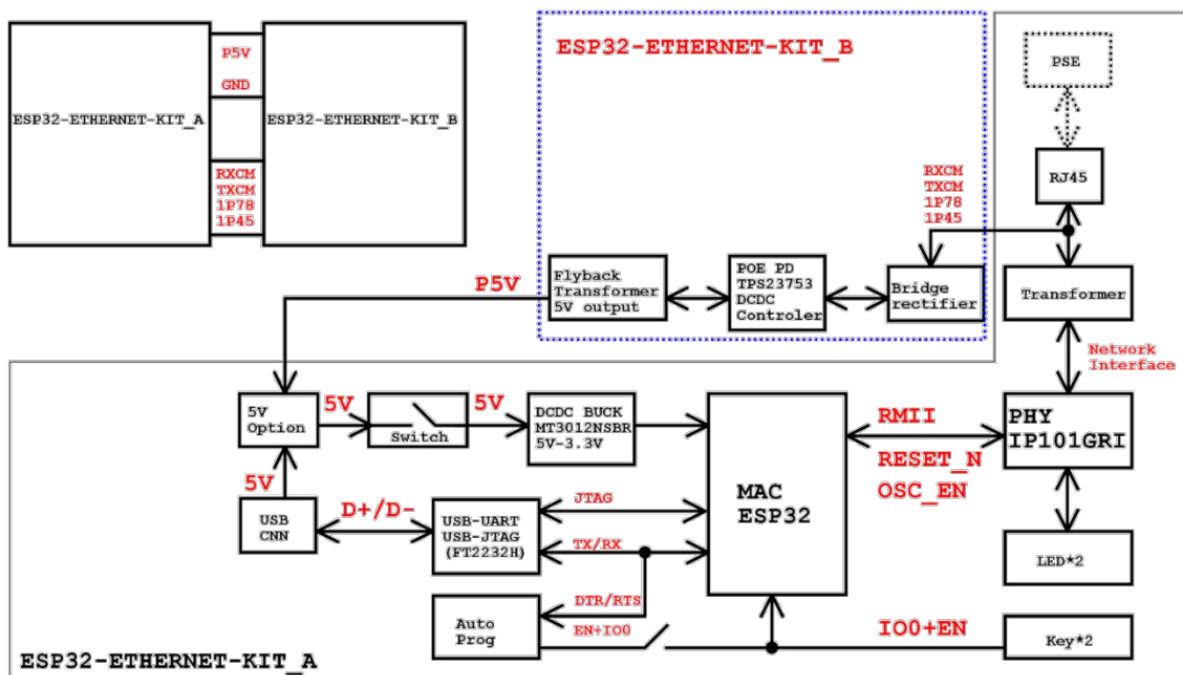 P5V
GND
ESP32-ETHERNET-KIT_A
ESP32-ETHERNET-KIT_B
RXCM
TXCM
1P78
1P45
ESP32-ETHERNET-KIT_B
PSE
RJ45
RXCM
TXCM
1P78
1P45
P5V
Flyback
Transformer
5V output
POE PD
TPS23753
DCDC
Controler
Bridge
rectifier
Transformer
Network
Interface
5V
Option
5V
Switch
5V
DCDC BUCK
MT3012NSBR
5V-3.3V
MAC
ESP32
RMII
RESET_N
OSC_EN
PHY
IP101GRI
5V
USB
CNN
D+/D-
USB-UART
USB-JTAG
(FT2232H)
JTAG
TX/RX
LED*2
DTR/RTS
Auto
Prog
EN+IO0
IO0+EN
Key*2
ESP32-ETHERNET-KIT_A